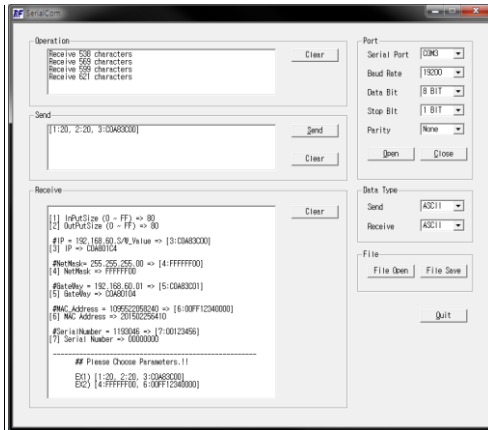 SerialCom
Operation
Receive 538 characters
Receive 569 characters
Receive 599 characters
Receive 621 characters
Clear
Send
[1:20, 2:20, 3:C0A83C00]
Send
Clear
Receive
Clear
[1] InPutSize (0 ~ FF) => 80
[2] OutPutSize (0 ~ FF) => 80
#IP = 192.168.60.S/W_Value => [3:C0A83C00]
[3] IP => C0A801C4
#NetMask= 255.255.255.00 => [4:FFFFFF00]
[4] NetMask => FFFFFF00
#GateWay = 192.168.60.01 => [5:C0A83C01]
[5] GateWay => C0A80104
#MAC_Address = 1095522058240 => [6:00FF12340000]
[6] MAC Address => 201502256410
#SerialNumber = 1193046 => [7:00123456]
[7] Serial Number => 00000000
## Please Choose Parameters.!!
EX1) [1:20, 2:20, 3:C0A83C00]
EX2) [4:FFFFFF00, 6:00FF12340000]
Port
Serial Port COM3
Baud Rate 19200
Data Bit 8 BIT
Stop Bit 1 BIT
Parity None
Open Close
Data Type
Send ASCII
Receive ASCII
File
File Open File Save
Quit